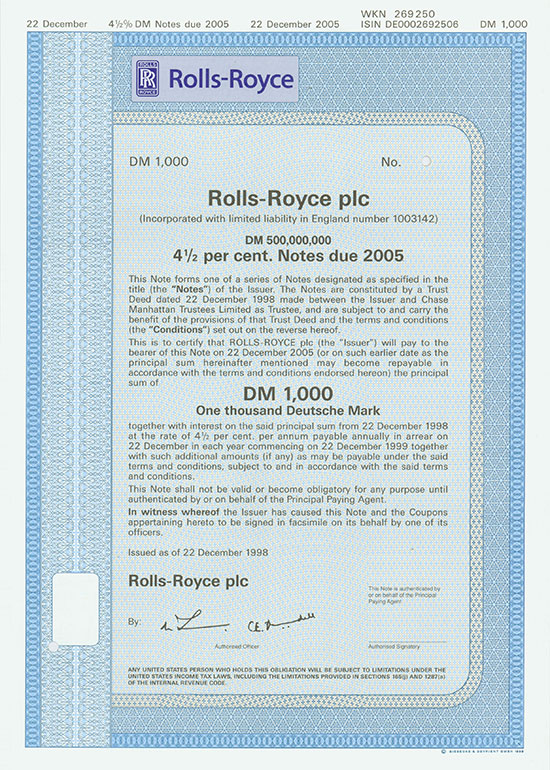 WKN 269250
22 December 4½% DM Notes due 2005 22 December 2005 ISIN DE0002692506 DM 1,000
ROLLS
RR
ROYCE
Rolls-Royce
DM 1,000 No.
Rolls-Royce plc
(Incorporated with limited liability in England number 1003142)
DM 500,000,000
4½ per cent. Notes due 2005
This Note forms one of a series of Notes designated as specified in the
title (the "Notes") of the Issuer. The Notes are constituted by a Trust
Deed dated 22 December 1998 made between the Issuer and Chase
Manhattan Trustees Limited as Trustee, and are subject to and carry the
benefit of the provisions of that Trust Deed and the terms and conditions
(the "Conditions") set out on the reverse hereof.
This is to certify that ROLLS-ROYCE plc (the "Issuer") will pay to the
bearer of this Note on 22 December 2005 (or on such earlier date as the
principal sum hereinafter mentioned may become repayable in
accordance with the terms and conditions endorsed hereon) the principal
sum of
DM 1,000
One thousand Deutsche Mark
together with interest on the said principal sum from 22 December 1998
at the rate of 4½ per cent. per annum payable annually in arrear on
22 December in each year commencing on 22 December 1999 together
with such additional amounts (if any) as may be payable under the said
terms and conditions, subject to and in accordance with the said terms
and conditions.
This Note shall not be valid or become obligatory for any purpose until
authenticated by or on behalf of the Principal Paying Agent.
In witness whereof the Issuer has caused this Note and the Coupons
appertaining hereto to be signed in facsimile on its behalf by one of its
officers.
Issued as of 22 December 1998
Rolls-Royce plc
This Note is authenticated by
or on behalf of the Principal
Paying Agent
By:
Authorised Officer Authorised Signatory
ANY UNITED STATES PERSON WHO HOLDS THIS OBLIGATION WILL BE SUBJECT TO LIMITATIONS UNDER THE
UNITED STATES INCOME TAX LAWS, INCLUDING THE LIMITATIONS PROVIDED IN SECTIONS 165(j) AND 1287(a)
OF THE INTERNAL REVENUE CODE.
© GIESECKE & DEVRIENT GMBH 1998